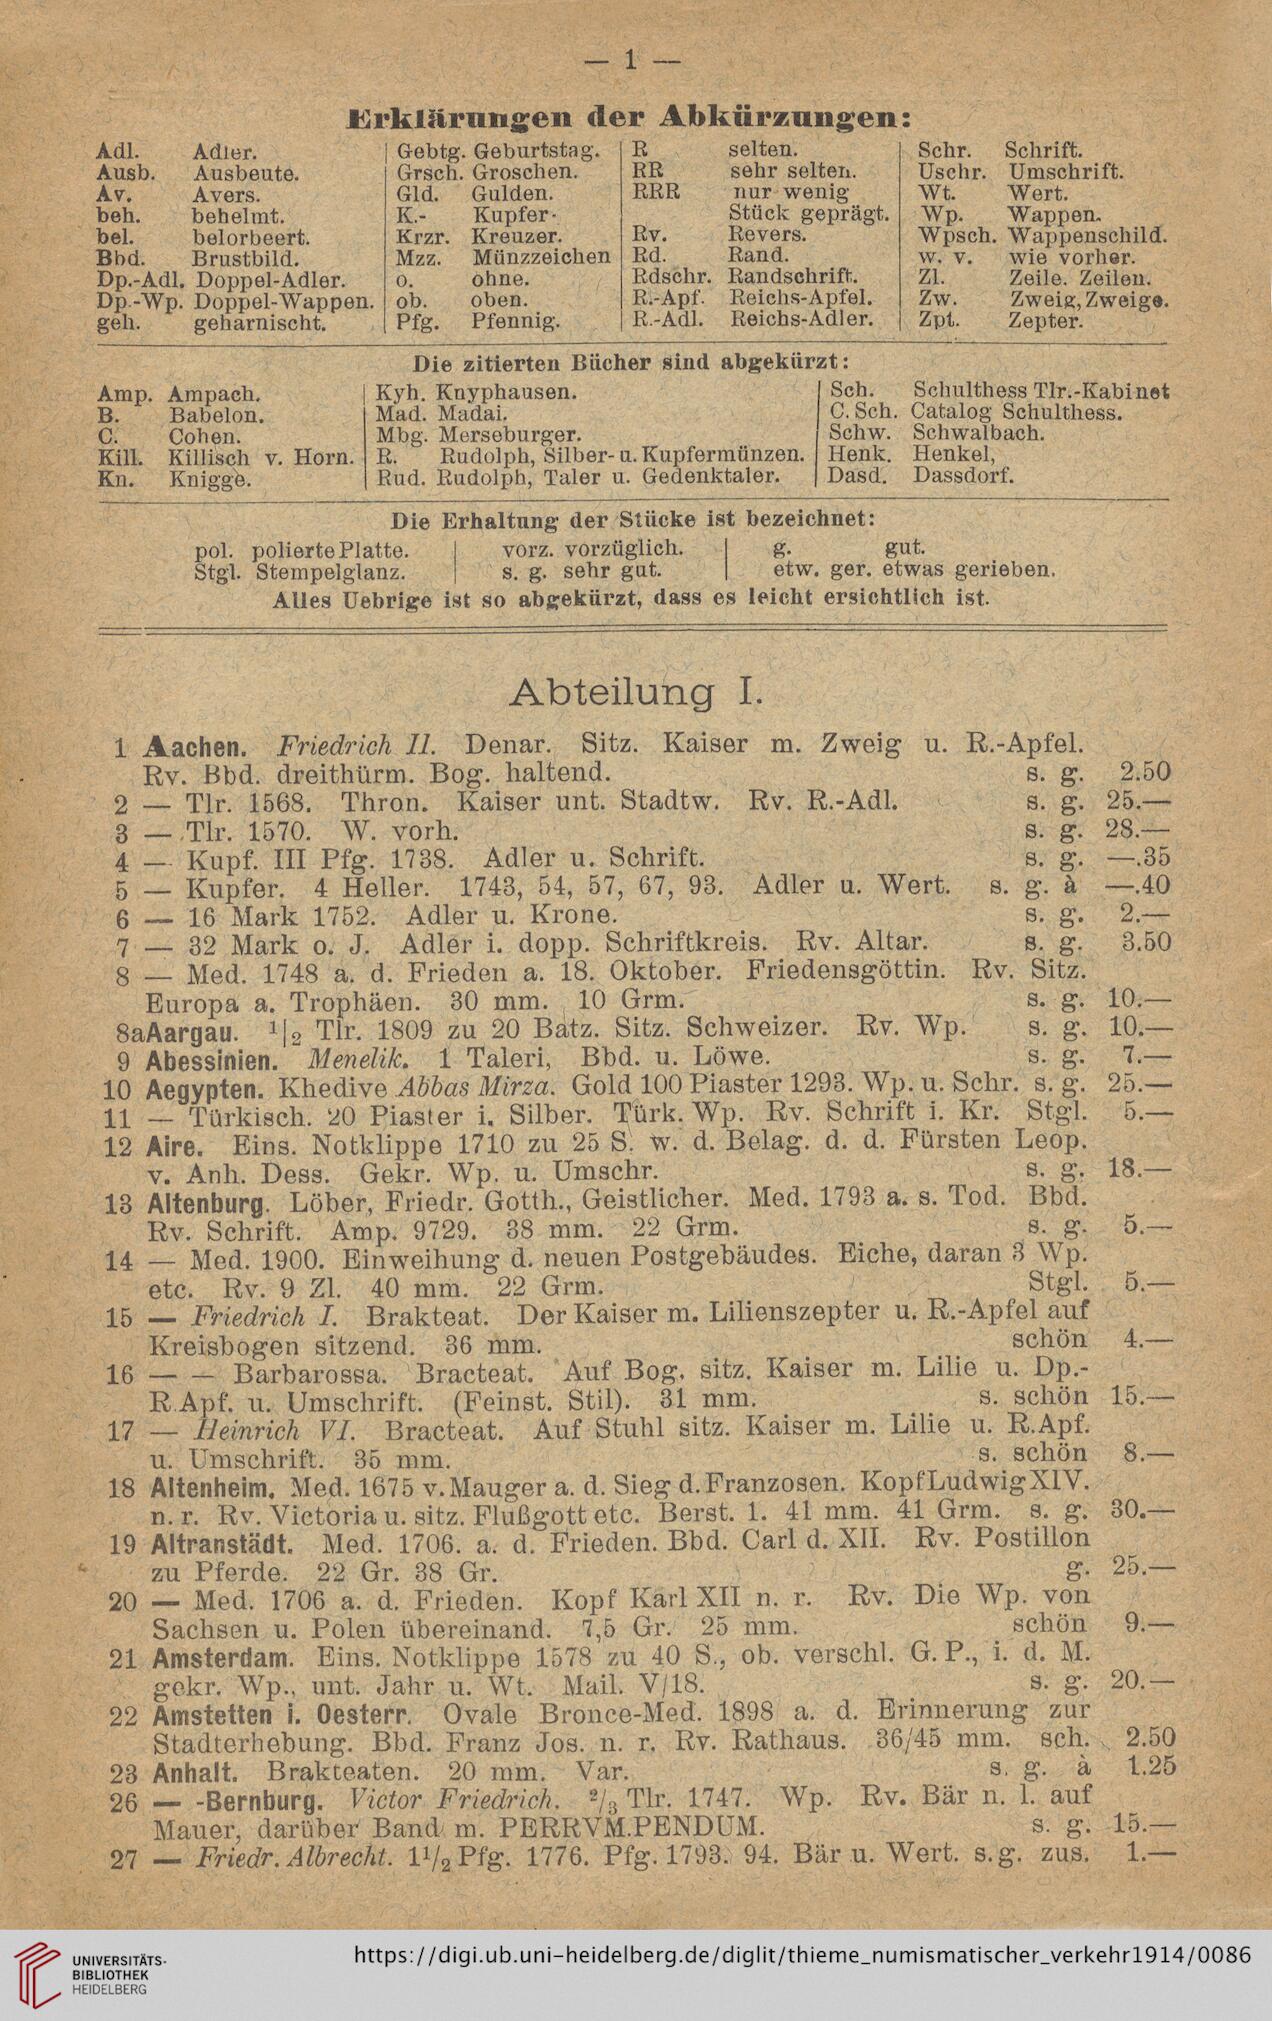 — 1 —
Erklärungen der Abkürzungen:
Adl. Adler.
Ausb. Ausbeute.
Av. Avers.
beh. behelmt.
bel. belorbeert.
Bbd. Brustbild.
Dp.-Adl. Doppel-Adler.
Dp.-Wp. Doppel-Wappen.
geh. geharnischt.
Gebtg. Geburtstag.
Grsch. Groschen.
Gld. Gulden.
K.- Kupfer-
Krzr. Kreuzer.
Mzz. Münzzeichen
o. ohne.
ob. oben.
Pfg. Pfennig.
R selten.
RR sehr selten.
RRR nur wenig
Stück geprägt.
Rv. Revers.
Rd. Rand.
Rdschr. Randschrift.
R.-Apf. Reichs-Apfel.
R.-Adl. Reichs-Adler.
Schr. Schrift.
Uschr. Umschrift.
Wt. Wert.
Wp. Wappen.
Wpsch. Wappenschild.
w. v. wie vorher.
Zl. Zeile. Zeilen.
Zw. Zweig, Zweige.
Zpt. Zepter.
Die zitierten Bücher sind abgekürzt:
Amp. Ampach.
B. Babelon.
C. Cohen.
Kill. Killisch v. Horn.
Kn. Knigge.
Kyh. Knyphausen.
Mad. Madai.
Mbg. Merseburger.
R. Rudolph, Silber- u. Kupfermünzen.
Rud. Rudolph, Taler u. Gedenktaler.
Sch. Schulthess Tlr.-Kabinet
C. Sch. Catalog Schulthess.
Schw. Schwalbach.
Henk. Henkel,
Dasd. Dassdorf.
Die Erhaltung der Stücke ist bezeichnet:
pol. polierte Platte.
Stgl. Stempelglanz.
vorz. vorzüglich.
s. g. sehr gut.
g. gut.
etw. ger. etwas gerieben.
Alles Uebrige ist so abgekürzt, dass es leicht ersichtlich ist.
Abteilung I.
1 Aachen. Friedrich II. Denar. Sitz. Kaiser m. Zweig u. R.-Apfel.
Rv. Bbd. dreithürm. Bog. haltend. s. g. 2.50
2 — Tlr. 1568. Thron. Kaiser unt. Stadtw. Rv. R.-Adl. s. g. 25.—
3 — Tlr. 1570. W. vorh. s. g. 28.—
4 — Kupf. III Pfg. 1738. Adler u. Schrift. s. g. —.35
5 — Kupfer. 4 Heller. 1743, 54, 57, 67, 93. Adler u. Wert. s. g. à —.40
6 — 16 Mark 1752. Adler u. Krone. s. g. 2.—
7 — 32 Mark o. J. Adler i. dopp. Schriftkreis. Rv. Altar. s. g. 3.50
8 — Med. 1748 a. d. Frieden a. 18. Oktober. Friedensgöttin. Rv. Sitz.
Europa a. Trophäen. 30 mm. 10 Grm. s. g. 10.—
8a Aargau. 1|2 Tlr. 1809 zu 20 Batz. Sitz. Schweizer. Rv. Wp. s. g. 10.—
9 Abessinien. Menelik. 1 Taleri, Bbd. u. Löwe. s. g. 7.—
10 Aegypten. Khedive Abbas Mirza. Gold 100 Piaster 1293. Wp. u. Schr. s. g. 25.—
11 — Türkisch. 20 Piaster i. Silber. Türk. Wp. Rv. Schrift i. Kr. Stgl. 5.—
12 Aire. Eins. Notklippe 1710 zu 25 S. w. d. Belag. d. d. Fürsten Leop.
v. Anh. Dess. Gekr. Wp. u. Umschr. s. g. 18.—
13 Altenburg. Löber, Friedr. Gotth., Geistlicher. Med. 1793 a. s. Tod. Bbd.
Rv. Schrift. Amp. 9729. 38 mm. 22 Grm. s. g. 5.—
14 — Med. 1900. Einweihung d. neuen Postgebäudes. Eiche, daran 3 Wp.
etc. Rv. 9 Zl. 40 mm. 22 Grm. Stgl. 5.—
15 — Friedrich I. Brakteat. Der Kaiser m. Lilienszepter u. R.-Apfel auf
Kreisbogen sitzend. 36 mm. schön 4.—
16 — — Barbarossa. Bracteat. Auf Bog. sitz. Kaiser m. Lilie u. Dp.-
R.Apf. u. Umschrift. (Feinst. Stil). 31 mm. s. schön 15.—
17 — Heinrich VI. Bracteat. Auf Stuhl sitz. Kaiser m. Lilie u. R.Apf.
u. Umschrift. 35 mm. s. schön 8.—
18 Altenheim. Med. 1675 v. Mauger a. d. Sieg d. Franzosen. Kopf Ludwig XIV.
n. r. Rv. Victoria u. sitz. Flußgott etc. Berst. 1. 41 mm. 41 Grm. s. g. 30.—
19 Altranstädt. Med. 1706. a. d. Frieden. Bbd. Carl d. XII. Rv. Postillon
zu Pferde. 22 Gr. 38 Gr. g. 25.—
20 — Med. 1706 a. d. Frieden. Kopf Karl XII n. r. Rv. Die Wp. von
Sachsen u. Polen übereinand. 7,5 Gr. 25 mm. schön 9.—
21 Amsterdam. Eins. Notklippe 1578 zu 40 S., ob. verschl. G. P., i. d. M.
gekr. Wp., unt. Jahr u. Wt. Mail. V/18. s. g. 20.—
22 Amstetten i. Oesterr. Ovale Bronce-Med. 1898 a. d. Erinnerung zur
Stadterhebung. Bbd. Franz Jos. n. r. Rv. Rathaus. 36/45 mm. sch. 2.50
23 Anhalt. Brakteaten. 20 mm. Var. s. g. à 1.25
26 — -Bernburg. Victor Friedrich. 2/3 Tlr. 1747. Wp. Rv. Bär n. l. auf
Mauer, darüber Band m. PERRVM.PENDUM. s. g. 15.—
27 — Friedr. Albrecht. 1 1/2 Pfg. 1776. Pfg. 1793. 94. Bär u. Wert. s. g. zus. 1.—
UNIVERSITÄTS-
BIBLIOTHEK
HEIDELBERG
https://digi.ub.uni-heidelberg.de/diglit/thieme_numismatischer_verkehr1914/0086